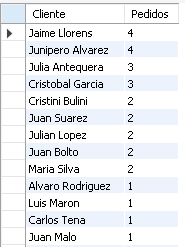 Cliente Pedidos
Jaime Llorens 4
Junipero Alvarez 4
Julia Antequera 3
Cristobal Garcia 3
Cristini Bulini 2
Juan Suarez 2
Julian Lopez 2
Juan Bolto 2
Maria Silva 2
Alvaro Rodriguez 1
Luis Maron 1
Carlos Tena 1
Juan Malo 1